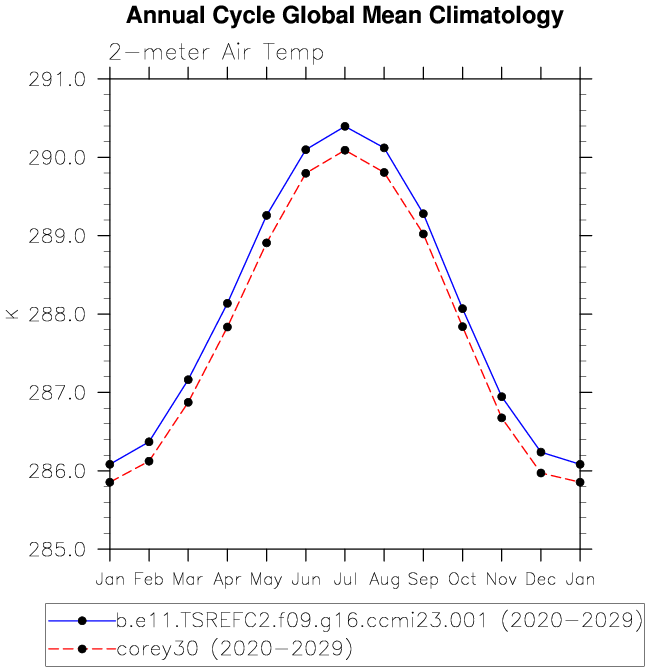 Annual Cycle Global Mean Climatology
2-meter Air Temp
291.0
290.0
289.0
288.0
287.0
286.0
285.0
K
Jan Feb Mar Apr May Jun Jul Aug Sep Oct Nov Dec Jan
b.e11.TSREFC2.f09.g16.ccmi23.001 (2020-2029)
corey30 (2020-2029)